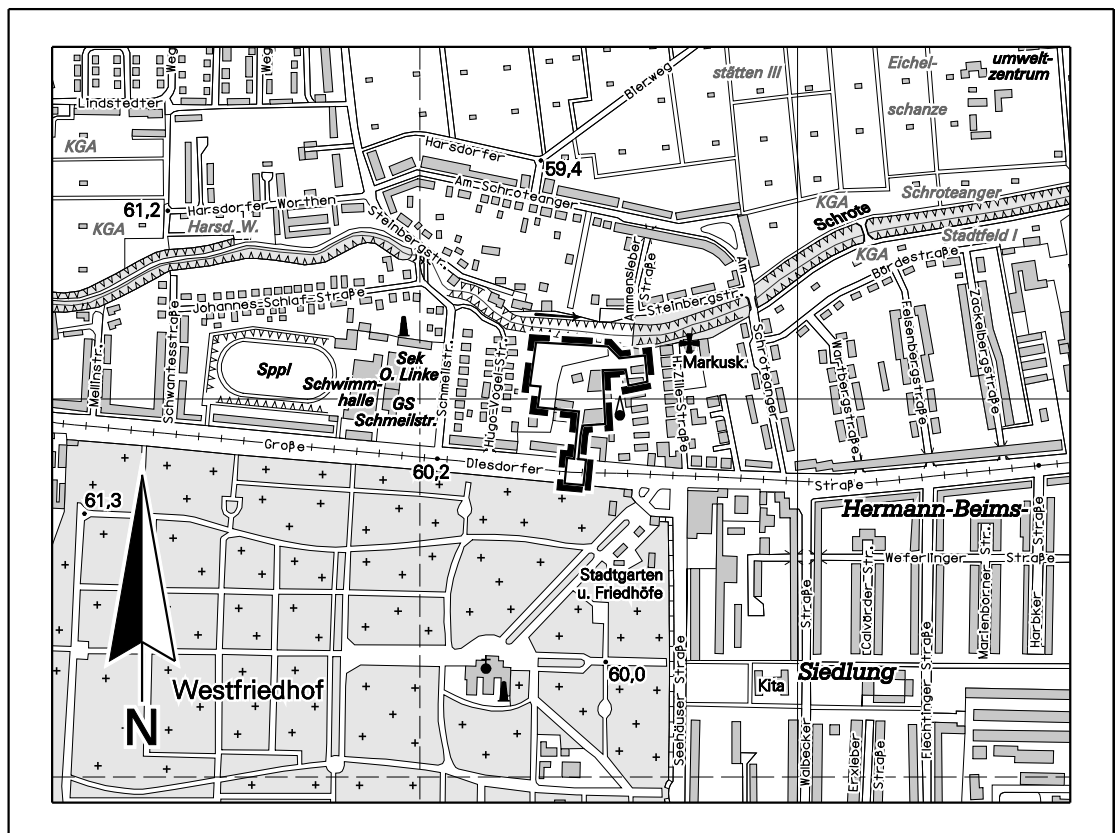 Weg
Weg
stätten III
Eichel-
umwelt-
zentrum
Bierweg
Lindstedter
schanze
KGA
Harsdorfer
59,4
Am-Schroteanger
Schroteanger
61,2
Harsdorfer-Worthen
KGA
Schrote
KGA
Harsd. W.
Steinbergstr.
Stadtfeld I
KGA
Ammensleber
Straße
Bördestraße
Am
Schroteanger
Johannes-Schlaf-Straße
Steinbergstr.
Mellinstr.
Schwantesstraße
Sppl
Sek
O. Linke
Schwimm-
halle
GS
Schmeilstr.
Schmeilstr.
Hugo-Vogel-Str.
Markusk.
H.Zille-Straße
Wartbergstraße
Felsenbergstraße
Zackelbergstraße
Große
Diesdorfer
Straße
60,2
61,3
Hermann-Beims-
Siedlung
Weferlinger
Straße
Stadtgarten
u. Friedhöfe
Calvörder Str.
Marienborner Str.
Harbker
Straße
Seehäuser Straße
Walbecker
Straße
Flechtinger Straße
60,0
Kita
Westfriedhof
N
Erxleber
Straße